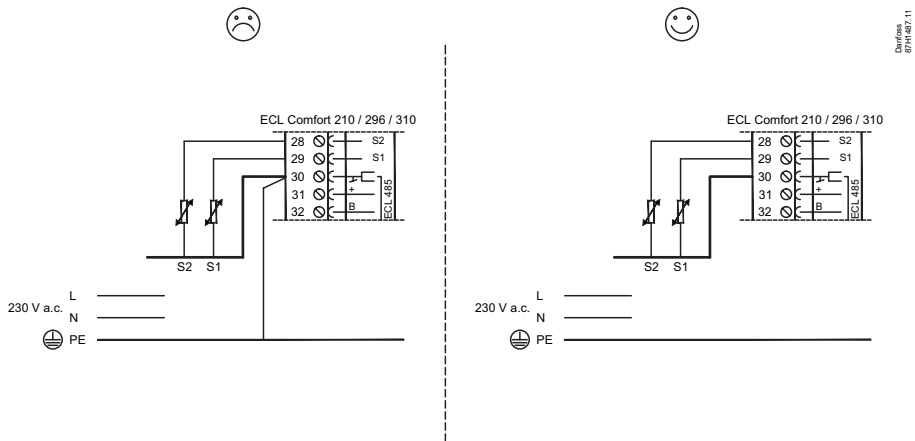 Danfoss
87H1487.11
ECL Comfort 210 / 296 / 310
28 S2
29 S1
30
31 +
32 B
ECL 485
S2 S1
L
230 V a.c.
N
PE
ECL Comfort 210 / 296 / 310
28 S2
29 S1
30
31 +
32 B
ECL 485
S2 S1
L
230 V a.c.
N
PE